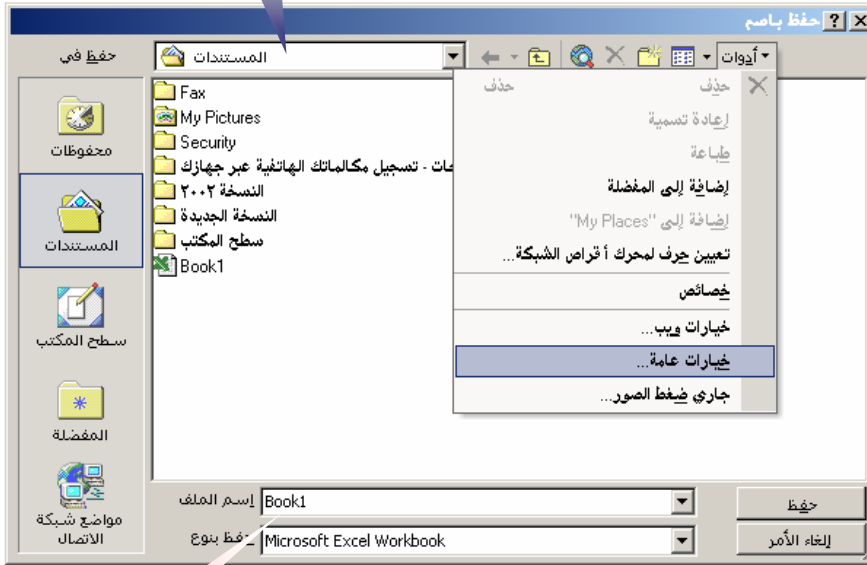 حفظ باسم
حفظ في
المستندات
أدوات
محفوظات
المستندات
سطح المكتب
المفضلة
مواضع شبكة
الاتصال
Fax
My Pictures
Security
حات - تسجيل مكالماتك الهاتفية عبر جهازك
النسخة ٢٠٠٢
النسخة الجديدة
سطح المكتب
Book1
حذف حذف
إعادة تسمية
طباعة
إضافة إلى المفضلة
إضافة إلى "My Places"
تعيين حرف لمحرك أقراص الشبكة...
خصائص
خيارات ويب...
خيارات عامة...
جاري ضغط الصور...
إسم الملف Book1
حفظ
حفظ بنوع Microsoft Excel Workbook
إلغاء الأمر